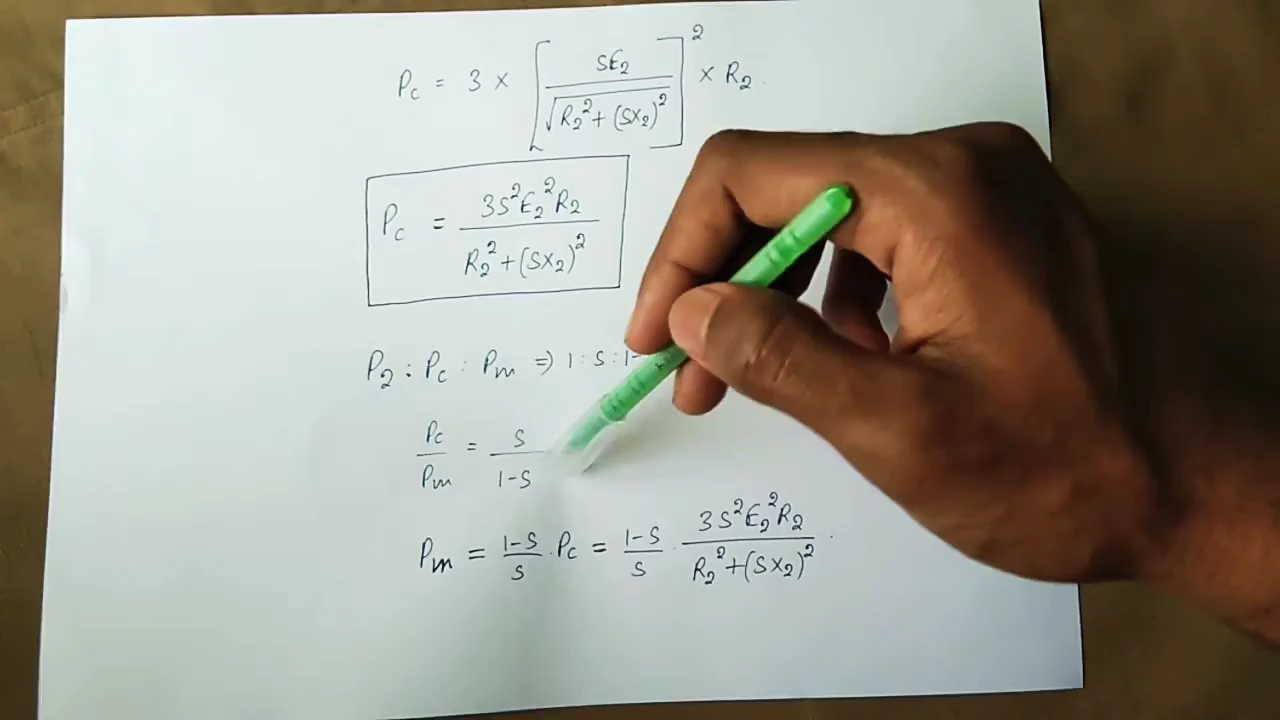 Pc = 3 × [ SE₂ / √(R₂² + (SX₂)²) ]² × R₂.
Pc = 3S²E₂²R₂ / (R₂² + (SX₂)²)
P₂ : Pc : Pm ⇒ 1 : S : 1-
Pc / Pm = S / (1-S)
Pm = (1-S)/S · Pc = (1-S)/S · 3S²E₂²R₂ / (R₂² + (SX₂)²) .